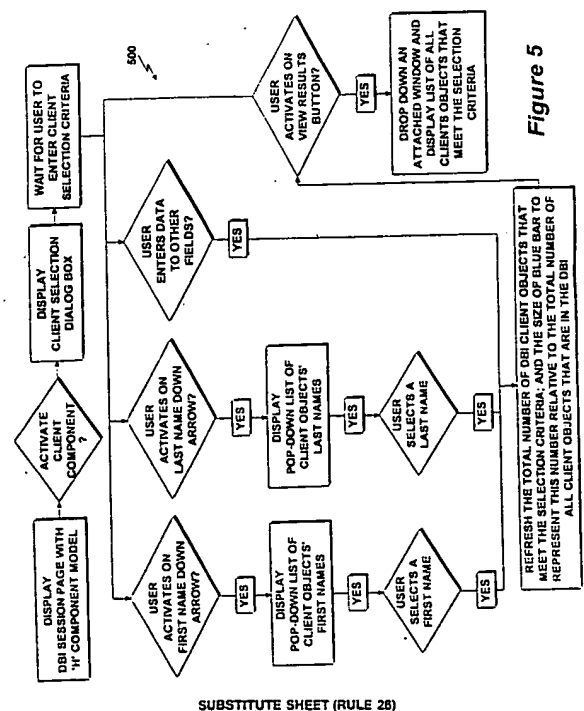 DISPLAY
DBI SESSION PAGE WITH
'H' COMPONENT MODEL
ACTIVATE
CLIENT
COMPONENT
?
DISPLAY
CLIENT SELECTION
DIALOG BOX
WAIT FOR USER TO
ENTER CLIENT
SELECTION CRITERIA
500
USER
ACTIVATES ON
FIRST NAME DOWN
ARROW?
YES
DISPLAY
POP-DOWN LIST OF
CLIENT OBJECTS'
FIRST NAMES
USER
SELECTS A
FIRST NAME
YES
USER
ACTIVATES ON
LAST NAME DOWN
ARROW?
YES
DISPLAY
POP-DOWN LIST OF
CLIENT OBJECTS'
LAST NAMES
USER
SELECTS A
LAST NAME
YES
USER
ENTERS DATA
TO OTHER
FIELDS?
YES
USER
ACTIVATES ON
VIEW RESULTS
BUTTON?
YES
DROP DOWN AN
ATTACHED WINDOW AND
DISPLAY LIST OF ALL
CLIENTS OBJECTS THAT
MEET THE SELECTION
CRITERIA
REFRESH THE TOTAL NUMBER OF DBI CLIENT OBJECTS THAT
MEET THE SELECTION CRITERIA; AND THE SIZE OF BLUE BAR TO
REPRESENT THIS NUMBER RELATIVE TO THE TOTAL NUMBER OF
ALL CLIENT OBJECTS THAT ARE IN THE DBI
Figure 5
SUBSTITUTE SHEET (RULE 26)